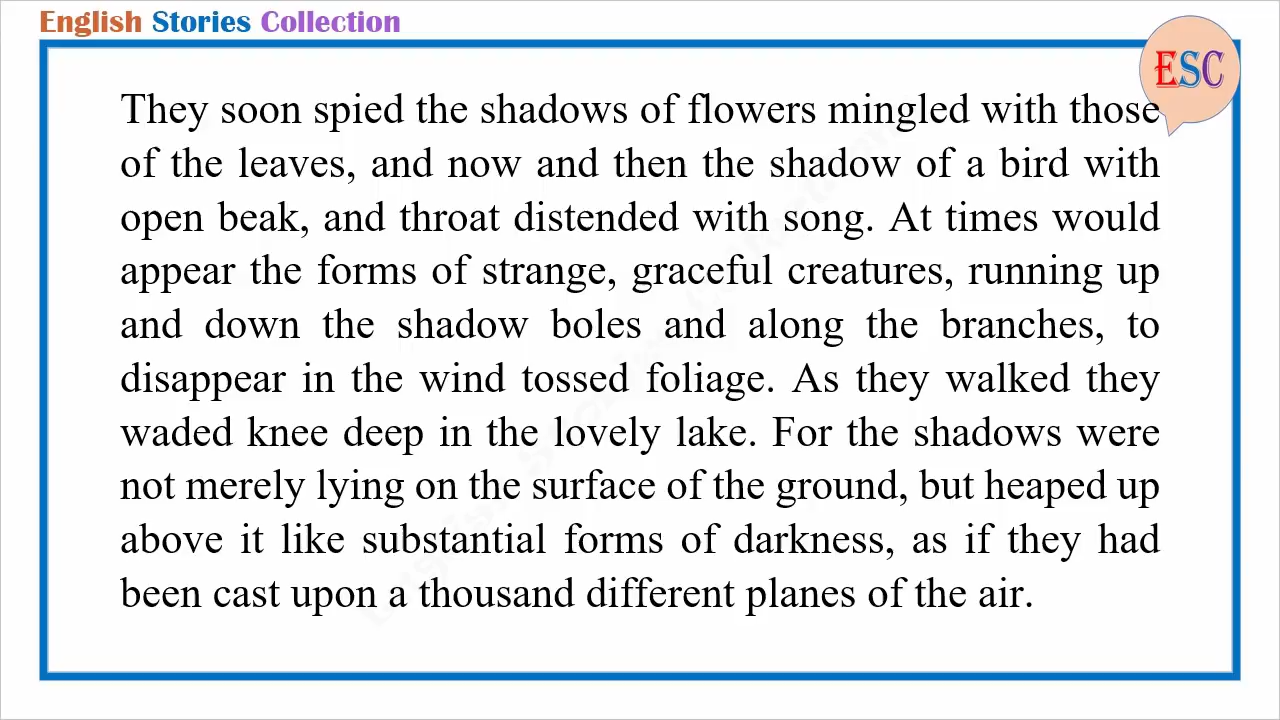 English Stories Collection
ESC
They soon spied the shadows of flowers mingled with those
of the leaves, and now and then the shadow of a bird with
open beak, and throat distended with song. At times would
appear the forms of strange, graceful creatures, running up
and down the shadow boles and along the branches, to
disappear in the wind tossed foliage. As they walked they
waded knee deep in the lovely lake. For the shadows were
not merely lying on the surface of the ground, but heaped up
above it like substantial forms of darkness, as if they had
been cast upon a thousand different planes of the air.